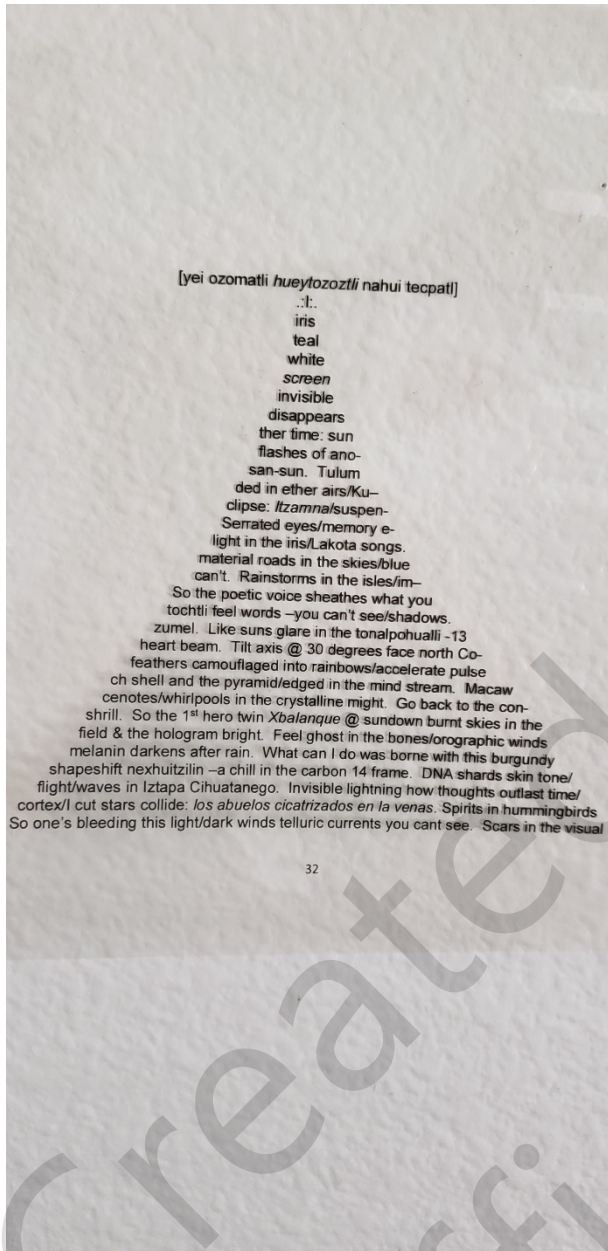 [yei ozomatli hueytozoztli nahui tecpatl]
.:l:.
iris
teal
white
screen
invisible
disappears
ther time: sun
flashes of ano-
san-sun. Tulum
ded in ether airs/Ku–
clipse: Itzamna/suspen-
Serrated eyes/memory e-
light in the iris/Lakota songs.
material roads in the skies/blue
can't. Rainstorms in the isles/im–
So the poetic voice sheathes what you
tochtli feel words –you can't see/shadows.
zumel. Like suns glare in the tonalpohualli -13
heart beam. Tilt axis @ 30 degrees face north Co-
feathers camouflaged into rainbows/accelerate pulse
ch shell and the pyramid/edged in the mind stream. Macaw
cenotes/whirlpools in the crystalline might. Go back to the con-
shrill. So the 1st hero twin Xbalanque @ sundown burnt skies in the
field & the hologram bright. Feel ghost in the bones/orographic winds
melanin darkens after rain. What can I do was borne with this burgundy
shapeshift nexhuitzilin –a chill in the carbon 14 frame. DNA shards skin tone/
flight/waves in Iztapa Cihuatanego. Invisible lightning how thoughts outlast time/
cortex/I cut stars collide: los abuelos cicatrizados en la venas. Spirits in hummingbirds
So one's bleeding this light/dark winds telluric currents you cant see. Scars in the visual
32
Created